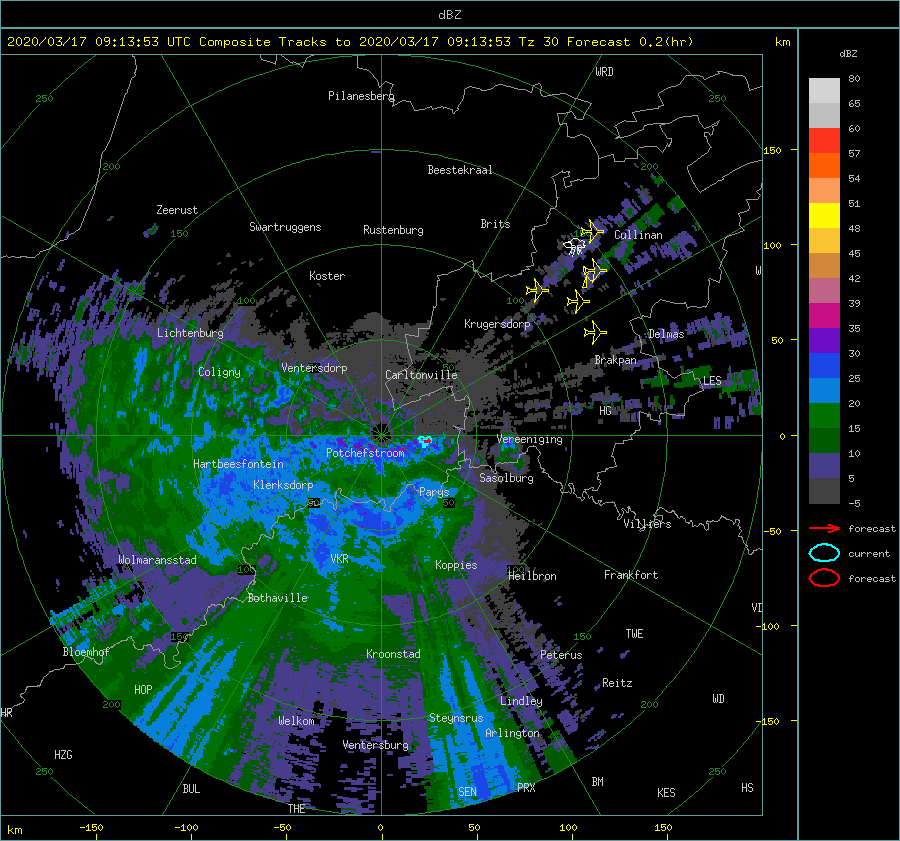 dBZ
2020/03/17 09:13:53 UTC Composite Tracks to 2020/03/17 09:13:53 Tz 30 Forecast 0.2(hr)
km
dBZ
WRD
250
Pilanesberg
250
80
65
60
57
54
51
48
45
42
39
35
30
25
20
15
10
5
-5
150
200
Beestekraal
200
Zeerust
150
Swartruggens
Rustenburg
Brits
Cullinan
100
Koster
100
100
Krugersdorp
Lichtenburg
Delmas
50
Coligny
Ventersdorp
Carltonville
Brakpan
LES
HG
Vereeniging
0
Potchefstroom
Hartbeesfontein
Klerksdorp
Parys
Sasolburg
50
50
Villiers
-50
forecast
current
forecast
Wolmaransstad
VKR
Koppies
100
100
Heilbron
Frankfort
Bothaville
VD
-100
150
150
TWE
Bloemhof
Kroonstad
Peterus
HOP
Reitz
Lindley
WD
HR
200
200
Welkom
Steynsrus
-150
Arlington
Ventersburg
HZG
250
250
BUL
SEN
PRX
BM
KES
HS
THE
km
-150
-100
-50
0
50
100
150